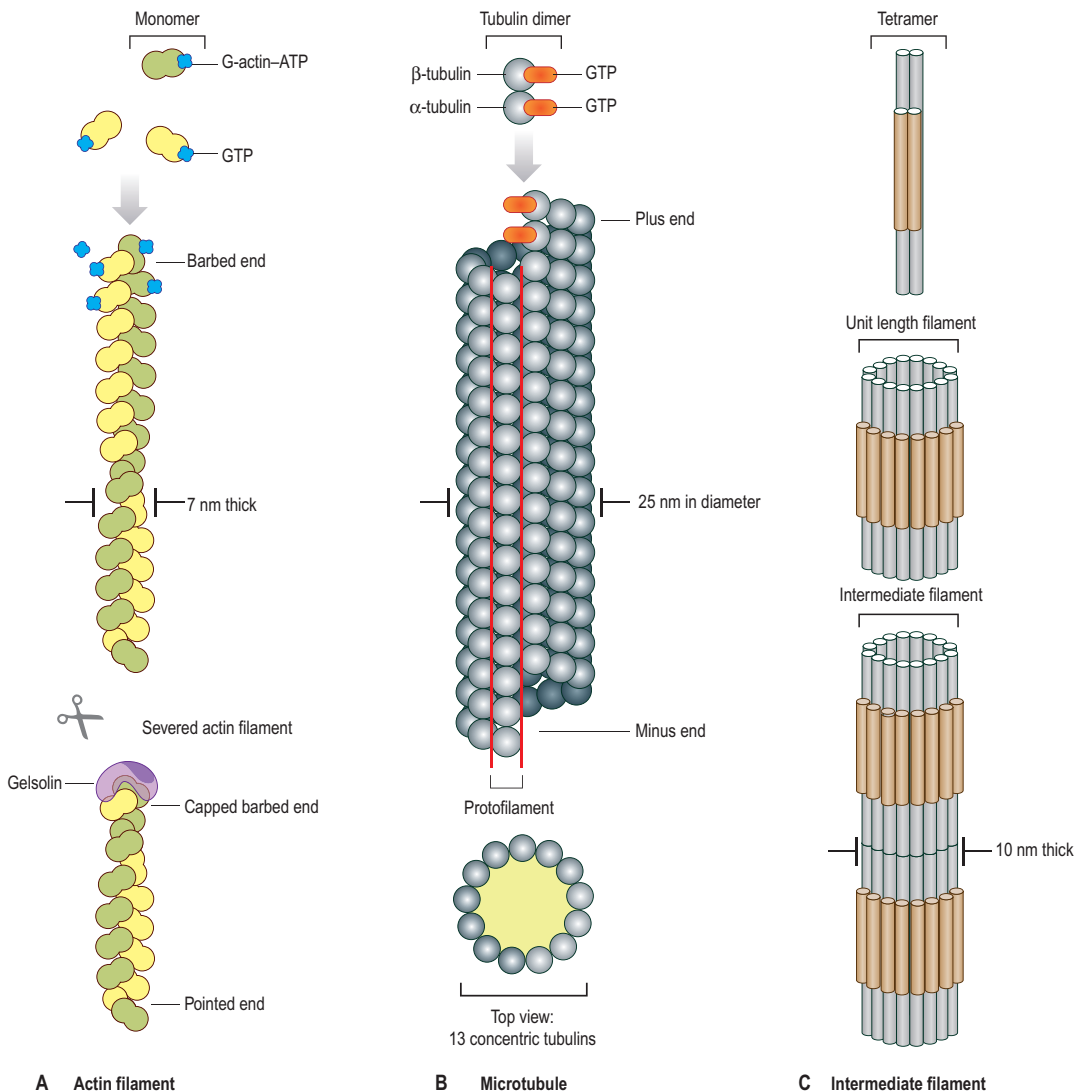 Monomer
G-actin–ATP
GTP
Barbed end
7 nm thick
Severed actin filament
Gelsolin
Capped barbed end
Pointed end
A Actin filament
Tubulin dimer
β-tubulin
GTP
α-tubulin
GTP
Plus end
25 nm in diameter
Minus end
Protofilament
Top view:
13 concentric tubulins
B Microtubule
Tetramer
Unit length filament
Intermediate filament
10 nm thick
C Intermediate filament